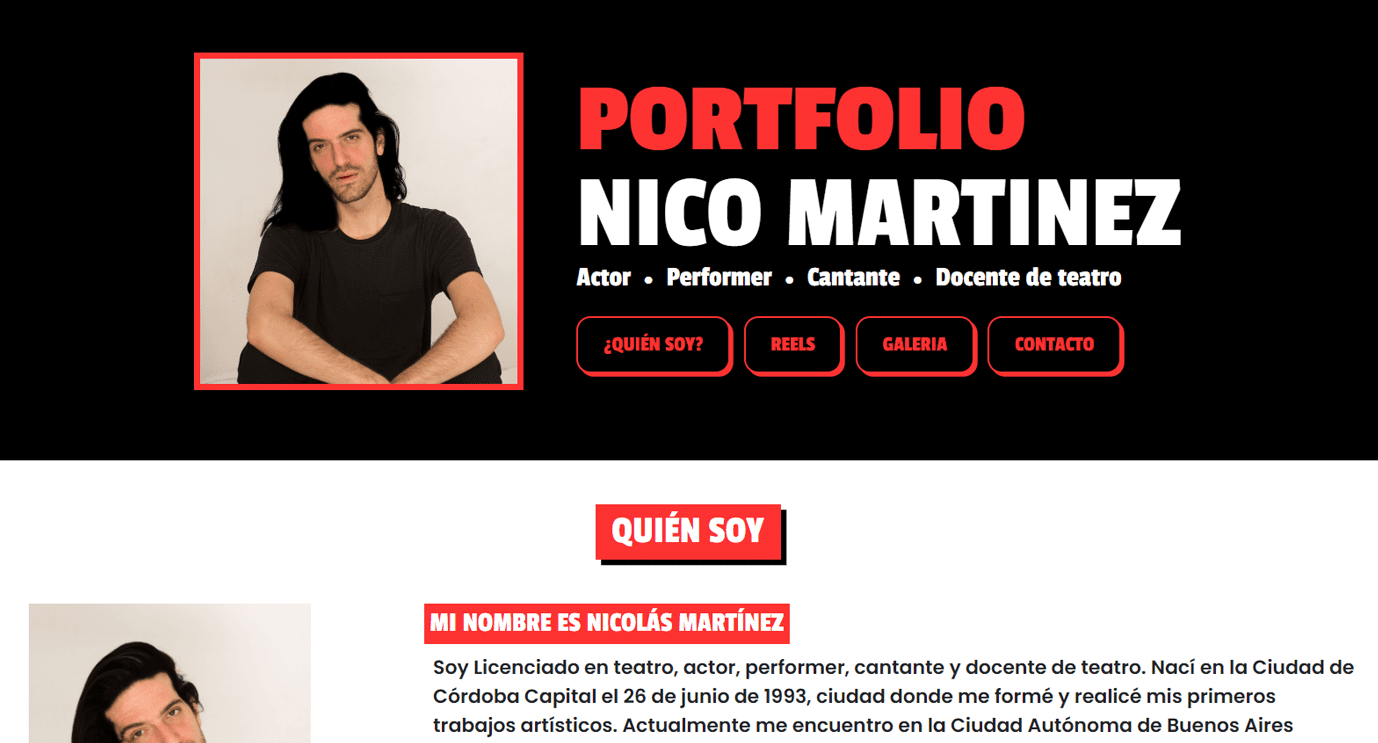 PORTFOLIO
NICO MARTINEZ
Actor • Performer • Cantante • Docente de teatro
¿QUIÉN SOY? REELS GALERIA CONTACTO
QUIÉN SOY
MI NOMBRE ES NICOLÁS MARTÍNEZ
Soy Licenciado en teatro, actor, performer, cantante y docente de teatro. Nací en la Ciudad de
Córdoba Capital el 26 de junio de 1993, ciudad donde me formé y realicé mis primeros
trabajos artísticos. Actualmente me encuentro en la Ciudad Autónoma de Buenos Aires